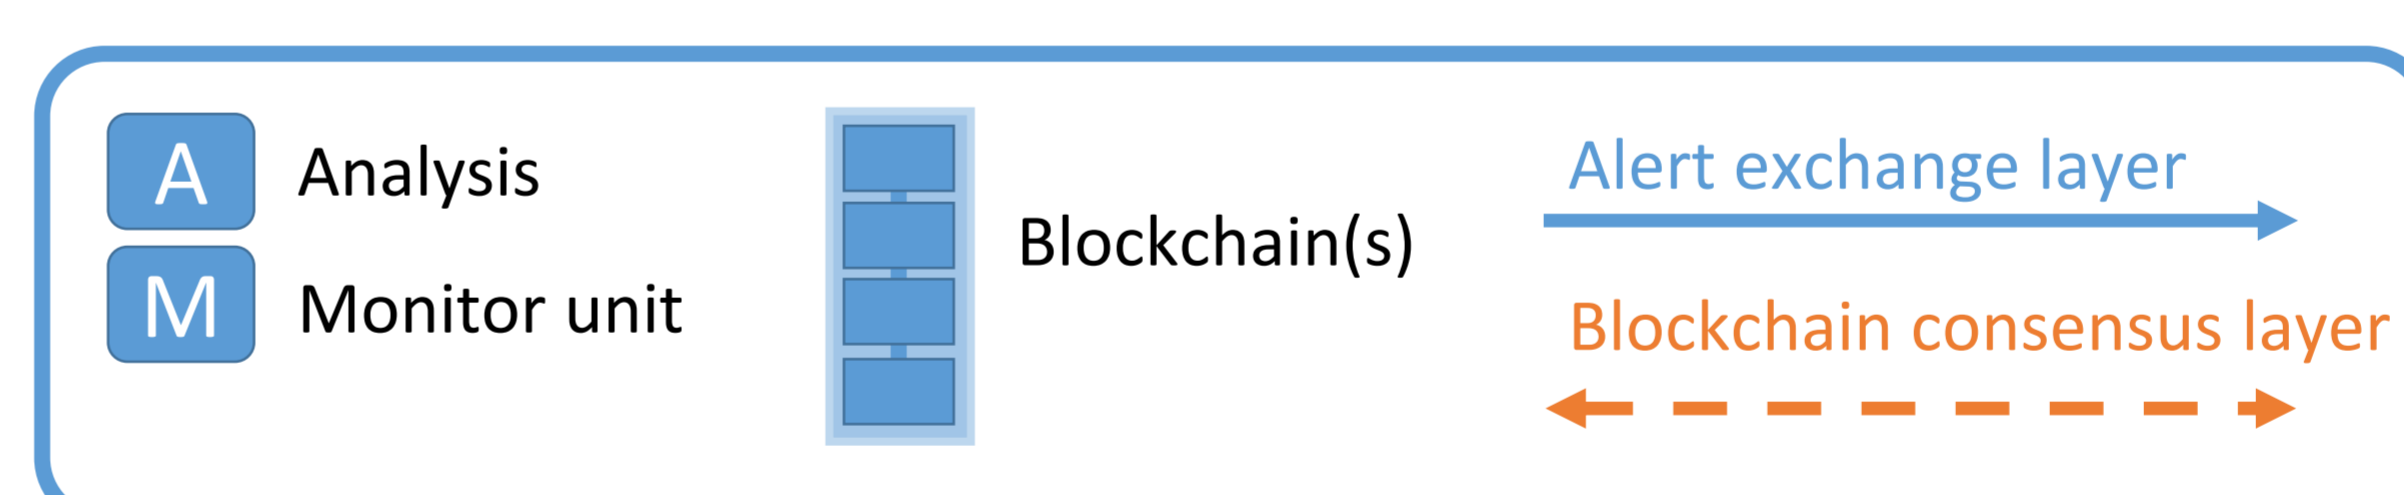 A Analysis
M Monitor unit
Blockchain(s)
Alert exchange layer
Blockchain consensus layer